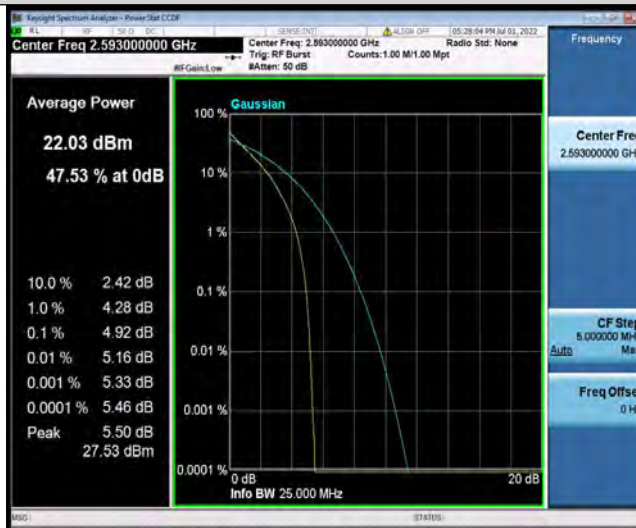 Keysight Spectrum Analyzer - Power Stat CCDF
RL RF 50 Ω DC SENSE:INT ALIGN OFF 05:28:04 PM Jul 01, 2022
Center Freq 2.593000000 GHz
Center Freq: 2.593000000 GHz Radio Std: None
Trig: RF Burst Counts:1.00 M/1.00 Mpt
#IFGain:Low #Atten: 50 dB
Frequency
Average Power
22.03 dBm
47.53 % at 0dB
10.0 % 2.42 dB
1.0 % 4.28 dB
0.1 % 4.92 dB
0.01 % 5.16 dB
0.001 % 5.33 dB
0.0001 % 5.46 dB
Peak 5.50 dB
27.53 dBm
Gaussian
100 %
10 %
1 %
0.1 %
0.01 %
0.001 %
0.0001 %
0 dB 20 dB
Info BW 25.000 MHz
Center Fre
2.593000000 GH
CF Step
5.000000 MH
Auto Ma
Freq Offse
0 H
MSG STATUS